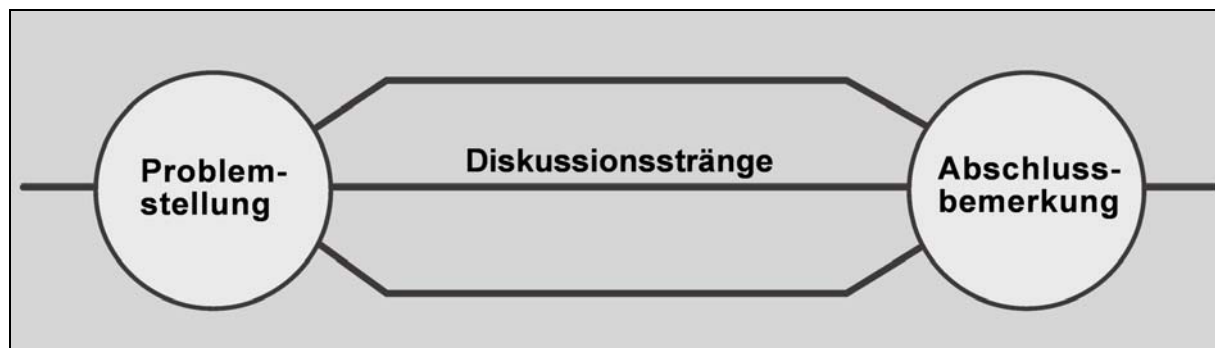 Problem-
stellung
Diskussionsstränge
Abschluss-
bemerkung